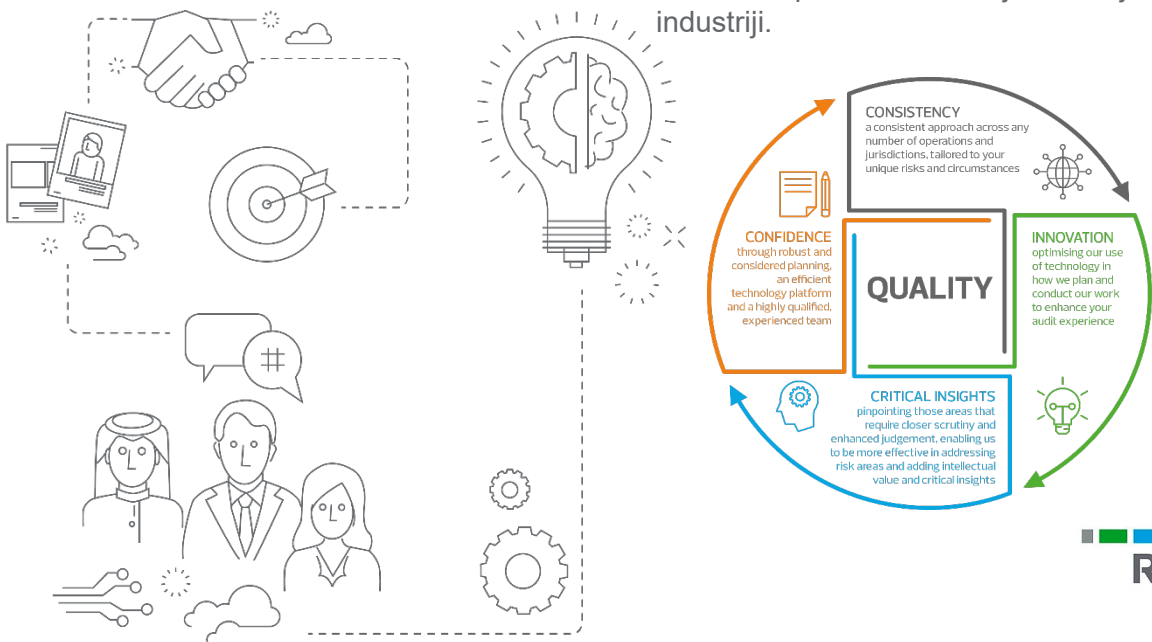 industriji.
CONSISTENCY
a consistent approach across any
number of operations and
jurisdictions, tailored to your
unique risks and circumstances
CONFIDENCE
through robust and
considered planning,
an efficient
technology platform
and a highly qualified,
experienced team
QUALITY
INNOVATION
optimising our use
of technology in
how we plan and
conduct our work
to enhance your
audit experience
CRITICAL INSIGHTS
pinpointing those areas that
require closer scrutiny and
enhanced judgement, enabling us
to be more effective in addressing
risk areas and adding intellectual
value and critical insights
#
R